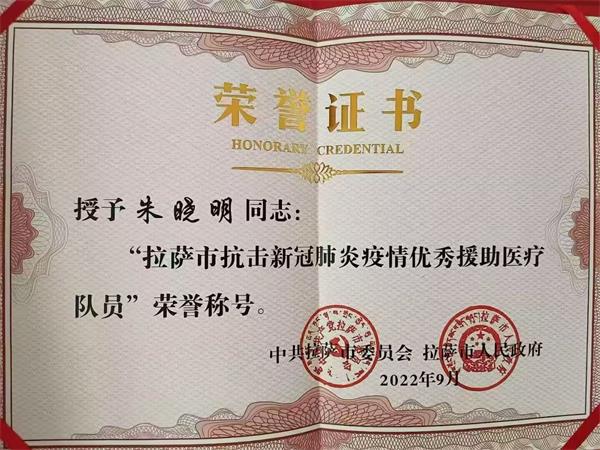 荣誉证书
HONORARY CREDENTIAL
授予朱晓明同志：
“拉萨市抗击新冠肺炎疫情优秀援助医疗
队员”荣誉称号。
中共拉萨市委员会 拉萨市人民政府
2022年9月